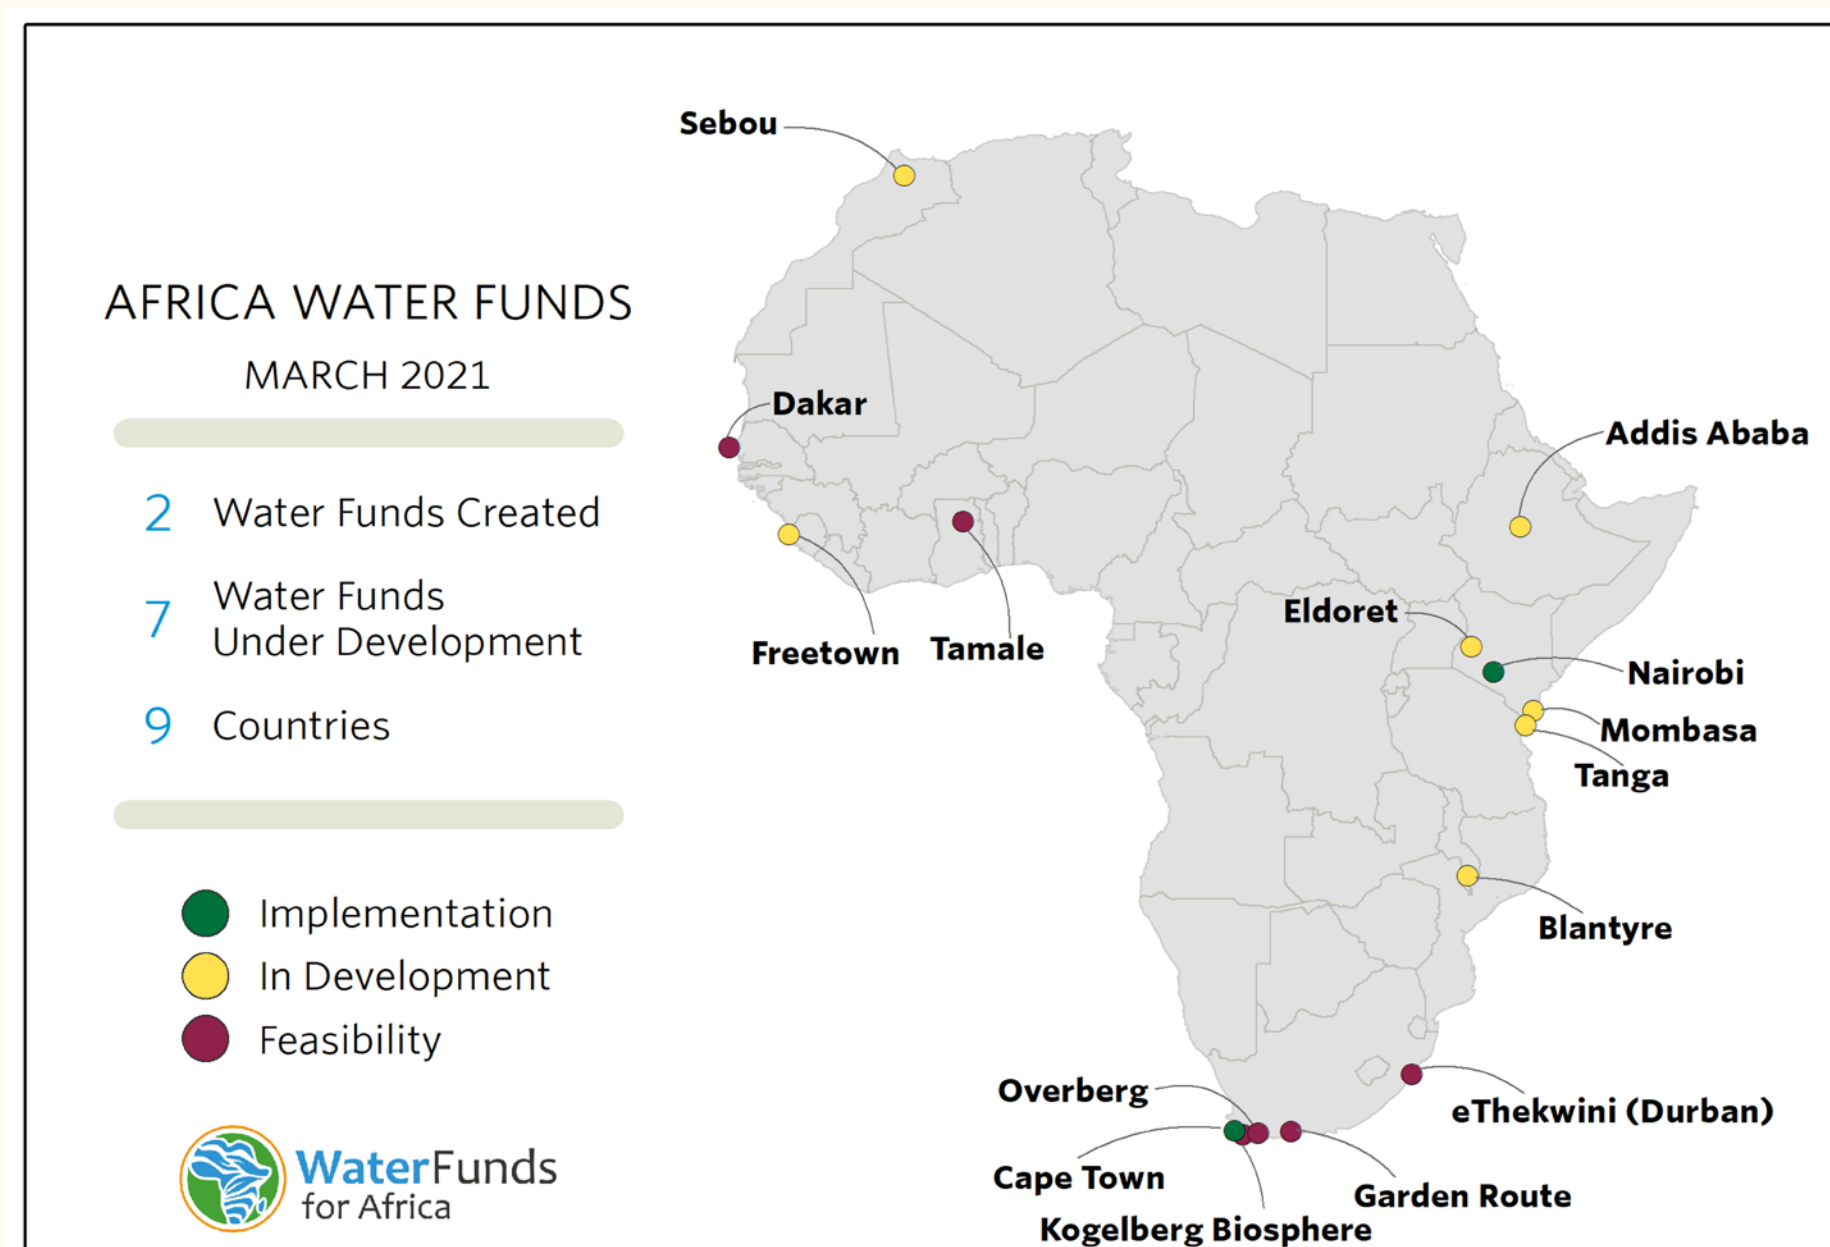 AFRICA WATER FUNDS
MARCH 2021
2 Water Funds Created
7 Water Funds
Under Development
9 Countries
Implementation
In Development
Feasibility
WaterFunds
for Africa
Sebou
Dakar
Addis Ababa
Freetown
Tamale
Eldoret
Nairobi
Mombasa
Tanga
Blantyre
Overberg
eThekwini (Durban)
Cape Town
Garden Route
Kogelberg Biosphere